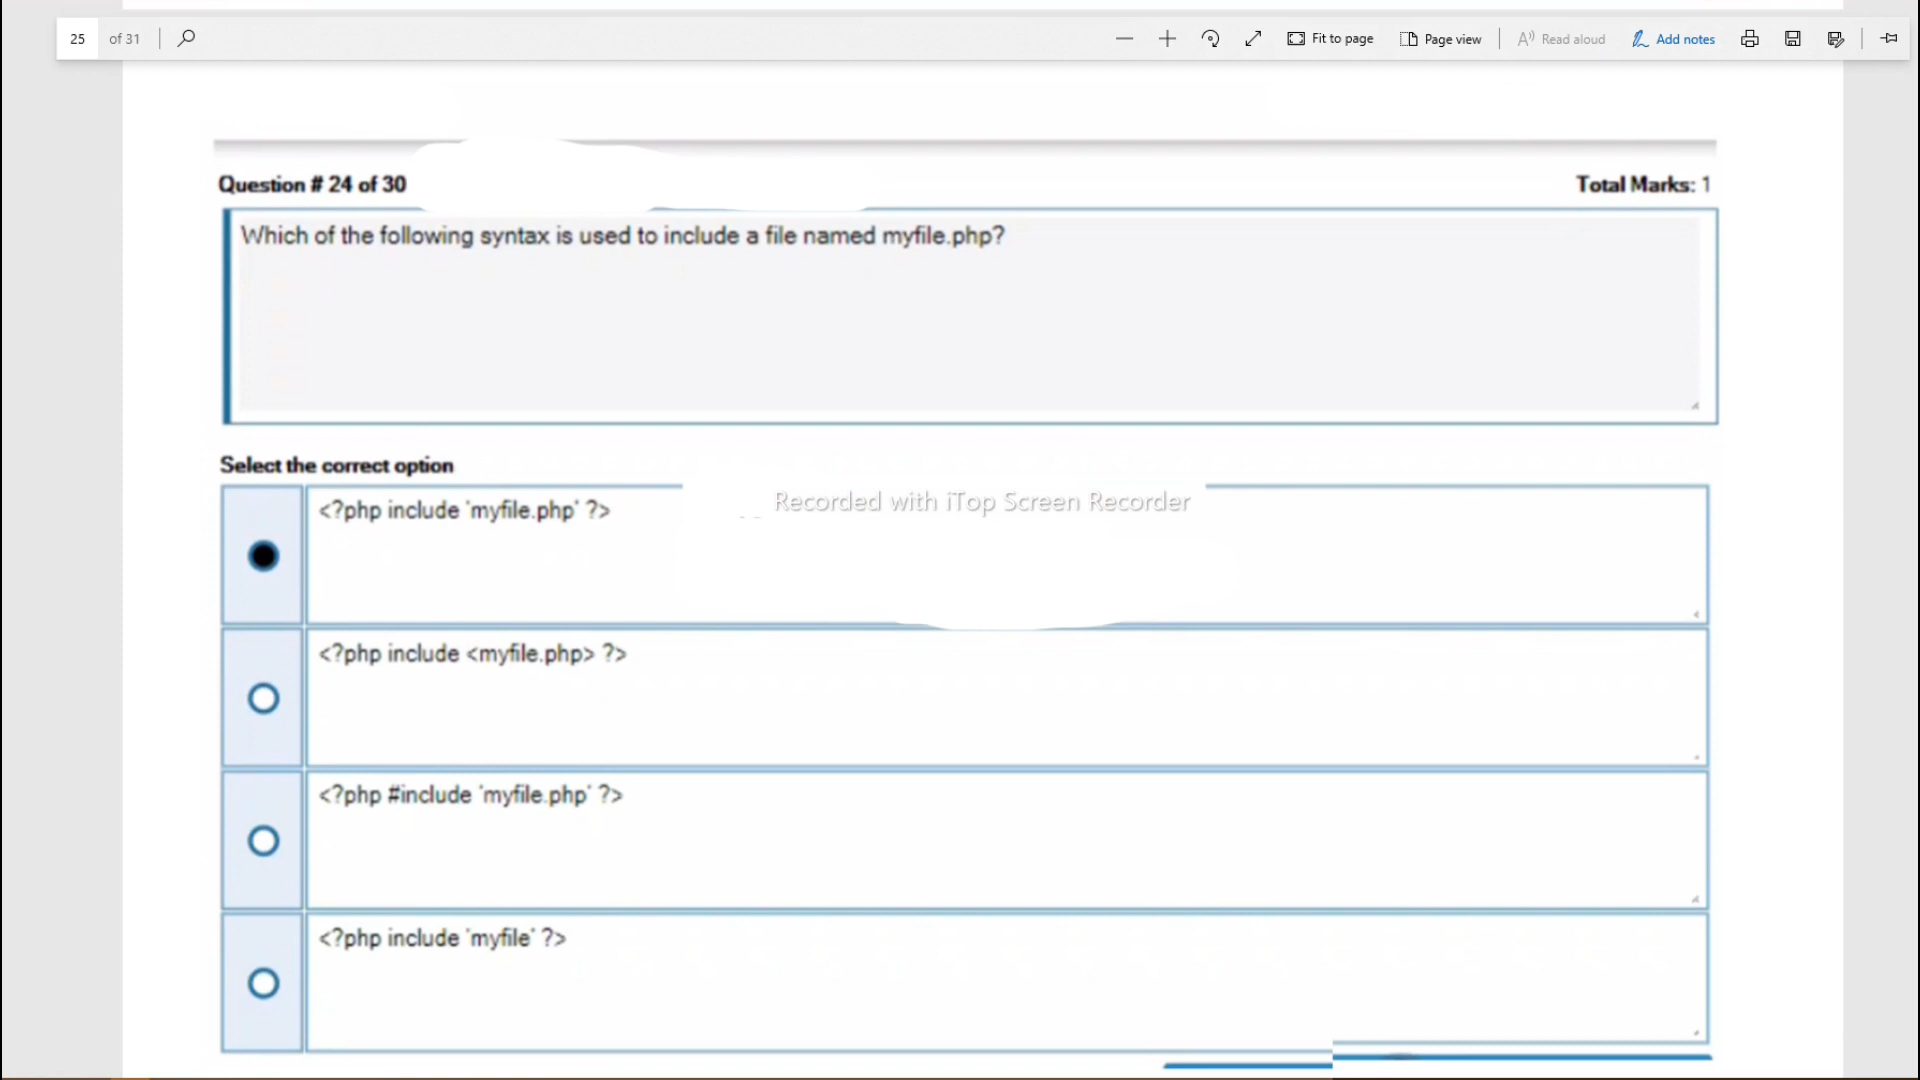 25 of 31 Fit to page Page view Read aloud Add notes
Question # 24 of 30 Total Marks: 1
Which of the following syntax is used to include a file named myfile.php?
Select the correct option
<?php include 'myfile.php' ?>
Recorded with iTop Screen Recorder
<?php include <myfile.php> ?>
<?php #include 'myfile.php' ?>
<?php include 'myfile' ?>